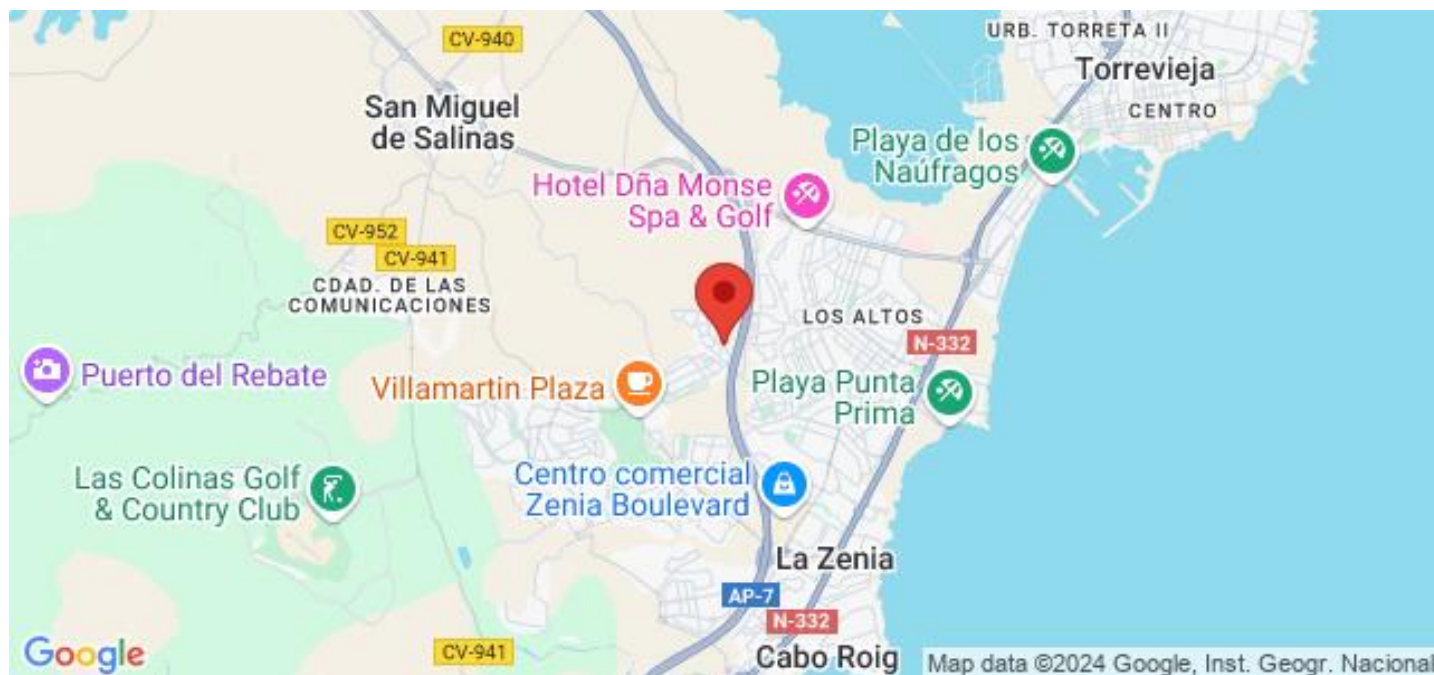 URB. TORRETA II
CV-940
Torrevieja
San Miguel
de Salinas
CENTRO
Playa de los
Naúfragos
Hotel Dña Monse
Spa & Golf
CV-952
CV-941
CDAD. DE LAS
COMUNICACIONES
LOS ALTOS
N-332
Puerto del Rebate
Villamartin Plaza
Playa Punta
Prima
Las Colinas Golf
& Country Club
Centro comercial
Zenia Boulevard
La Zenia
AP-7
N-332
Google
CV-941
Cabo Roig
Map data ©2024 Google, Inst. Geogr. Nacional